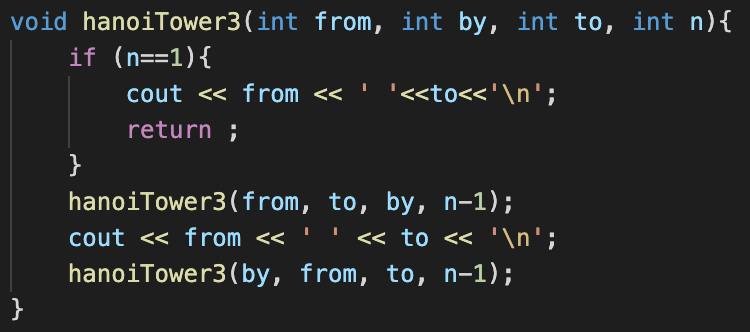 void hanoiTower3(int from, int by, int to, int n){
    if (n==1){
        cout << from << ' '<<to<<'\n';
        return ;
    }
    hanoiTower3(from, to, by, n-1);
    cout << from << ' ' << to << '\n';
    hanoiTower3(by, from, to, n-1);
}